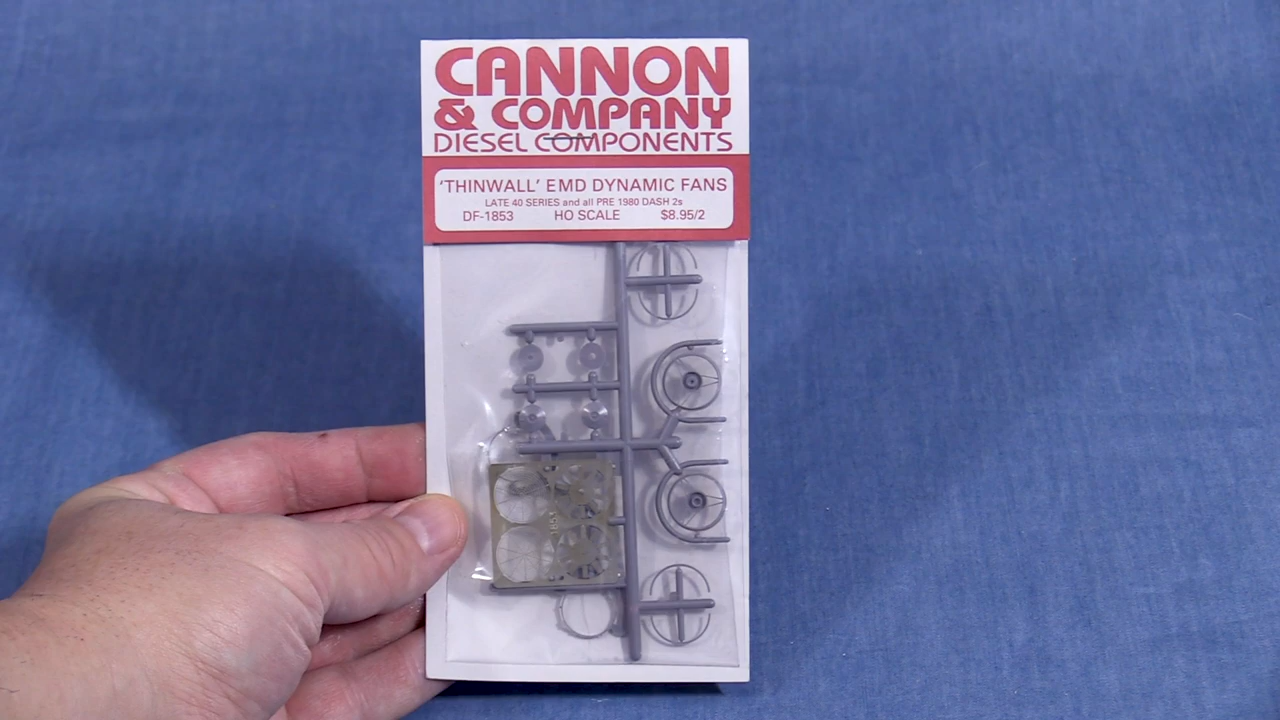 CANNON
& COMPANY
DIESEL COMPONENTS
'THINWALL' EMD DYNAMIC FANS
LATE 40 SERIES and all PRE 1980 DASH 2s
DF-1853 HO SCALE $8.95/2